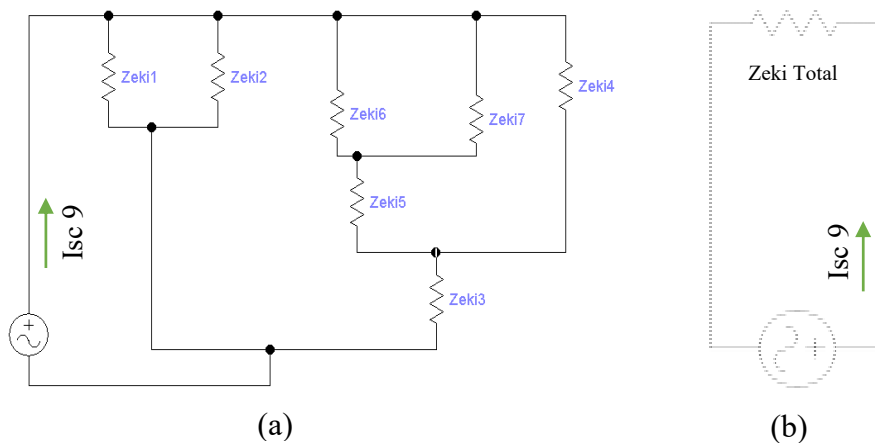 Zeki1
Zeki2
Zeki6
Zeki7
Zeki4
Zeki5
Zeki3
Isc 9
+
(a)
Zeki Total
Isc 9
+
(b)